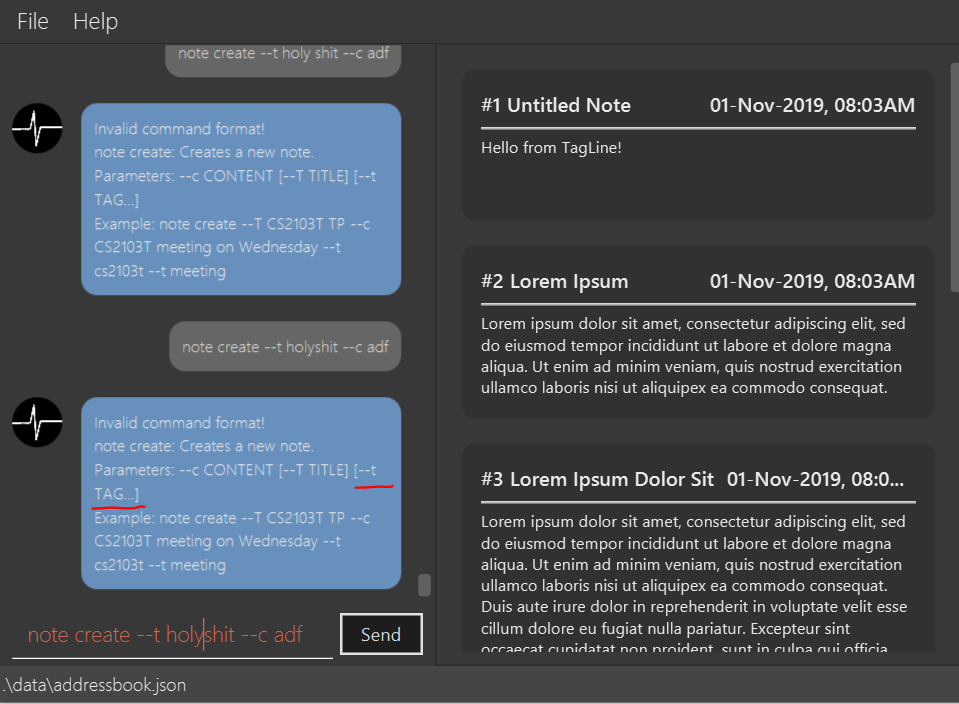 File Help
note create --t holy shit --c adf
Invalid command format!
note create: Creates a new note.
Parameters: --c CONTENT [--T TITLE] [--t
TAG...]
Example: note create --T CS2103T TP --c
CS2103T meeting on Wednesday --t
cs2103t --t meeting
note create --t holyshit --c adf
Invalid command format!
note create: Creates a new note.
Parameters: --c CONTENT [--T TITLE] [--t
TAG...]
Example: note create --T CS2103T TP --c
CS2103T meeting on Wednesday --t
cs2103t --t meeting
note create --t holyshit --c adf
Send
#1 Untitled Note 01-Nov-2019, 08:03AM
Hello from TagLine!
#2 Lorem Ipsum 01-Nov-2019, 08:03AM
Lorem ipsum dolor sit amet, consectetur adipiscing elit, sed
do eiusmod tempor incididunt ut labore et dolore magna
aliqua. Ut enim ad minim veniam, quis nostrud exercitation
ullamco laboris nisi ut aliquipex ea commodo consequat.
#3 Lorem Ipsum Dolor Sit 01-Nov-2019, 08:0...
Lorem ipsum dolor sit amet, consectetur adipiscing elit, sed
do eiusmod tempor incididunt ut labore et dolore magna
aliqua. Ut enim ad minim veniam, quis nostrud exercitation
ullamco laboris nisi ut aliquipex ea commodo consequat.
Duis aute irure dolor in reprehenderit in voluptate velit esse
cillum dolore eu fugiat nulla pariatur. Excepteur sint
occaecat cupidatat non proident, sunt in culpa qui officia
.\data\addressbook.json